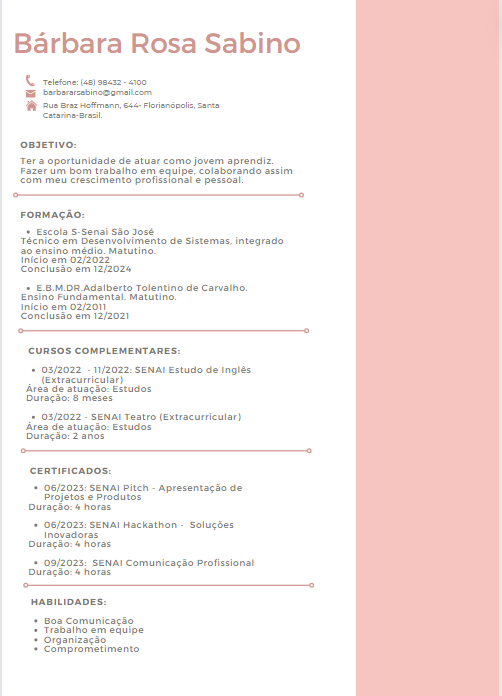 Bárbara Rosa Sabino
Telefone: (48) 98432 - 4100
bararsabino@gmail.com
Rua Braz Hoffmann, 644- Florianópolis, Santa
Catarina-Brasil.
OBJETIVO:
Ter a oportunidade de atuar como jovem aprendiz.
Fazer um bom trabalho em equipe, colaborando assim
com meu crescimento profissional e pessoal.
FORMAÇÃO:
• Escola S-Senai São José
Técnico em Desenvolvimento de Sistemas, integrado
ao ensino médio. Matutino.
Início em 02/2022
Conclusão em 12/2024
• E.B.M.DR.Adalberto Tolentino de Carvalho.
Ensino Fundamental. Matutino.
Início em 02/2011
Conclusão em 12/2021
CURSOS COMPLEMENTARES:
• 03/2022 - 11/2022: SENAI Estudo de Inglês
(Extracurricular)
Área de atuação: Estudos
Duração: 8 meses
• 03/2022 - SENAI Teatro (Extracurricular)
Área de atuação: Estudos
Duração: 2 anos
CERTIFICADOS:
• 06/2023: SENAI Pitch - Apresentação de
Projetos e Produtos
Duração: 4 horas
• 06/2023: SENAI Hackathon - Soluções
Inovadoras
Duração: 4 horas
• 09/2023: SENAI Comunicação Profissional
Duração: 4 horas
HABILIDADES:
• Boa Comunicação
• Trabalho em equipe
• Organização
• Comprometimento